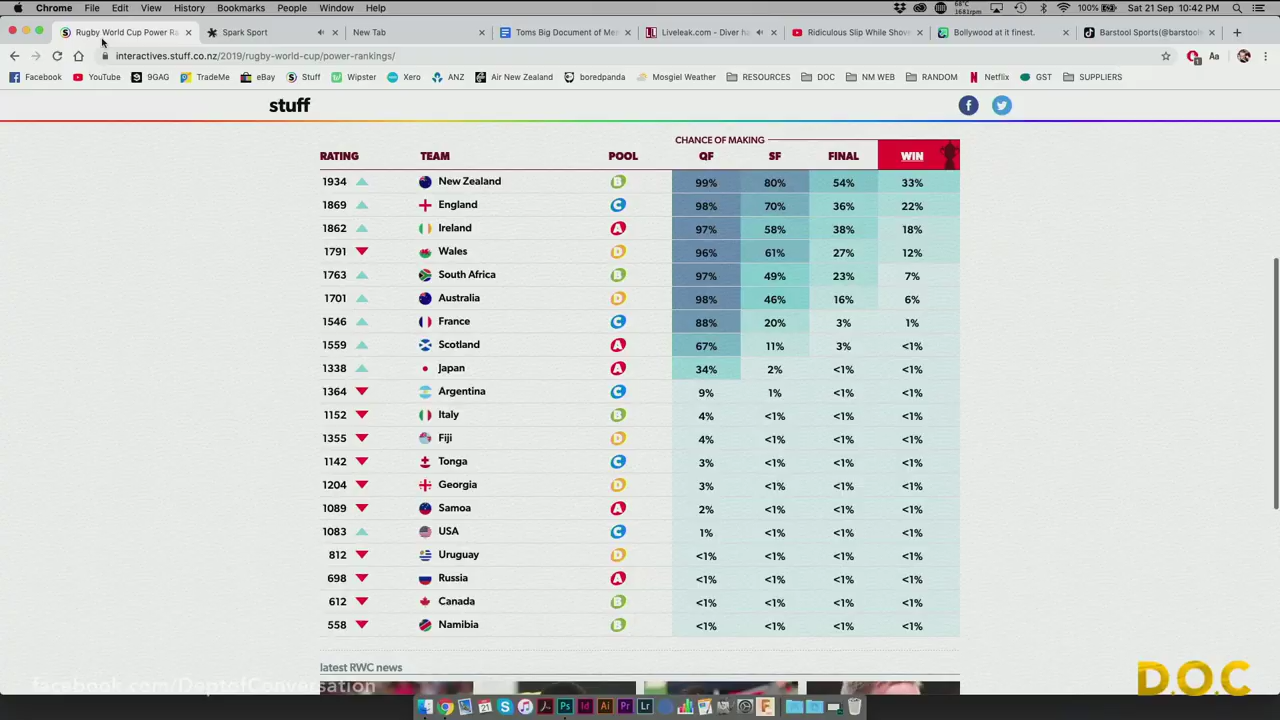 Chrome File Edit View History Bookmarks People Window Help 68°C 1681rpm 100% Sat 21 Sep 10:42 PM
Rugby World Cup Power Ra Spark Sport New Tab Toms Big Document of Me Liveleak.com - Diver ha Ridiculous Slip While Shove Bollywood at it finest. Barstool Sports(@barstools
interactives.stuff.co.nz/2019/rugby-world-cup/power-rankings/
Facebook YouTube 9GAG TradeMe eBay Stuff Wipster Xero ANZ Air New Zealand boredpanda Mosgiel Weather RESOURCES DOC NM WEB RANDOM Netflix GST SUPPLIERS
stuff
CHANCE OF MAKING
RATING TEAM POOL QF SF FINAL WIN
1934 New Zealand B 99% 80% 54% 33%
1869 England C 98% 70% 36% 22%
1862 Ireland A 97% 58% 38% 18%
1791 Wales D 96% 61% 27% 12%
1763 South Africa B 97% 49% 23% 7%
1701 Australia D 98% 46% 16% 6%
1546 France C 88% 20% 3% 1%
1559 Scotland A 67% 11% 3% <1%
1338 Japan A 34% 2% <1% <1%
1364 Argentina C 9% 1% <1% <1%
1152 Italy B 4% <1% <1% <1%
1355 Fiji D 4% <1% <1% <1%
1142 Tonga C 3% <1% <1% <1%
1204 Georgia D 3% <1% <1% <1%
1089 Samoa A 2% <1% <1% <1%
1083 USA C 1% <1% <1% <1%
812 Uruguay D <1% <1% <1% <1%
698 Russia A <1% <1% <1% <1%
612 Canada B <1% <1% <1% <1%
558 Namibia B <1% <1% <1% <1%
latest RWC news
facebook.com/DeptofConversation
D.O.C